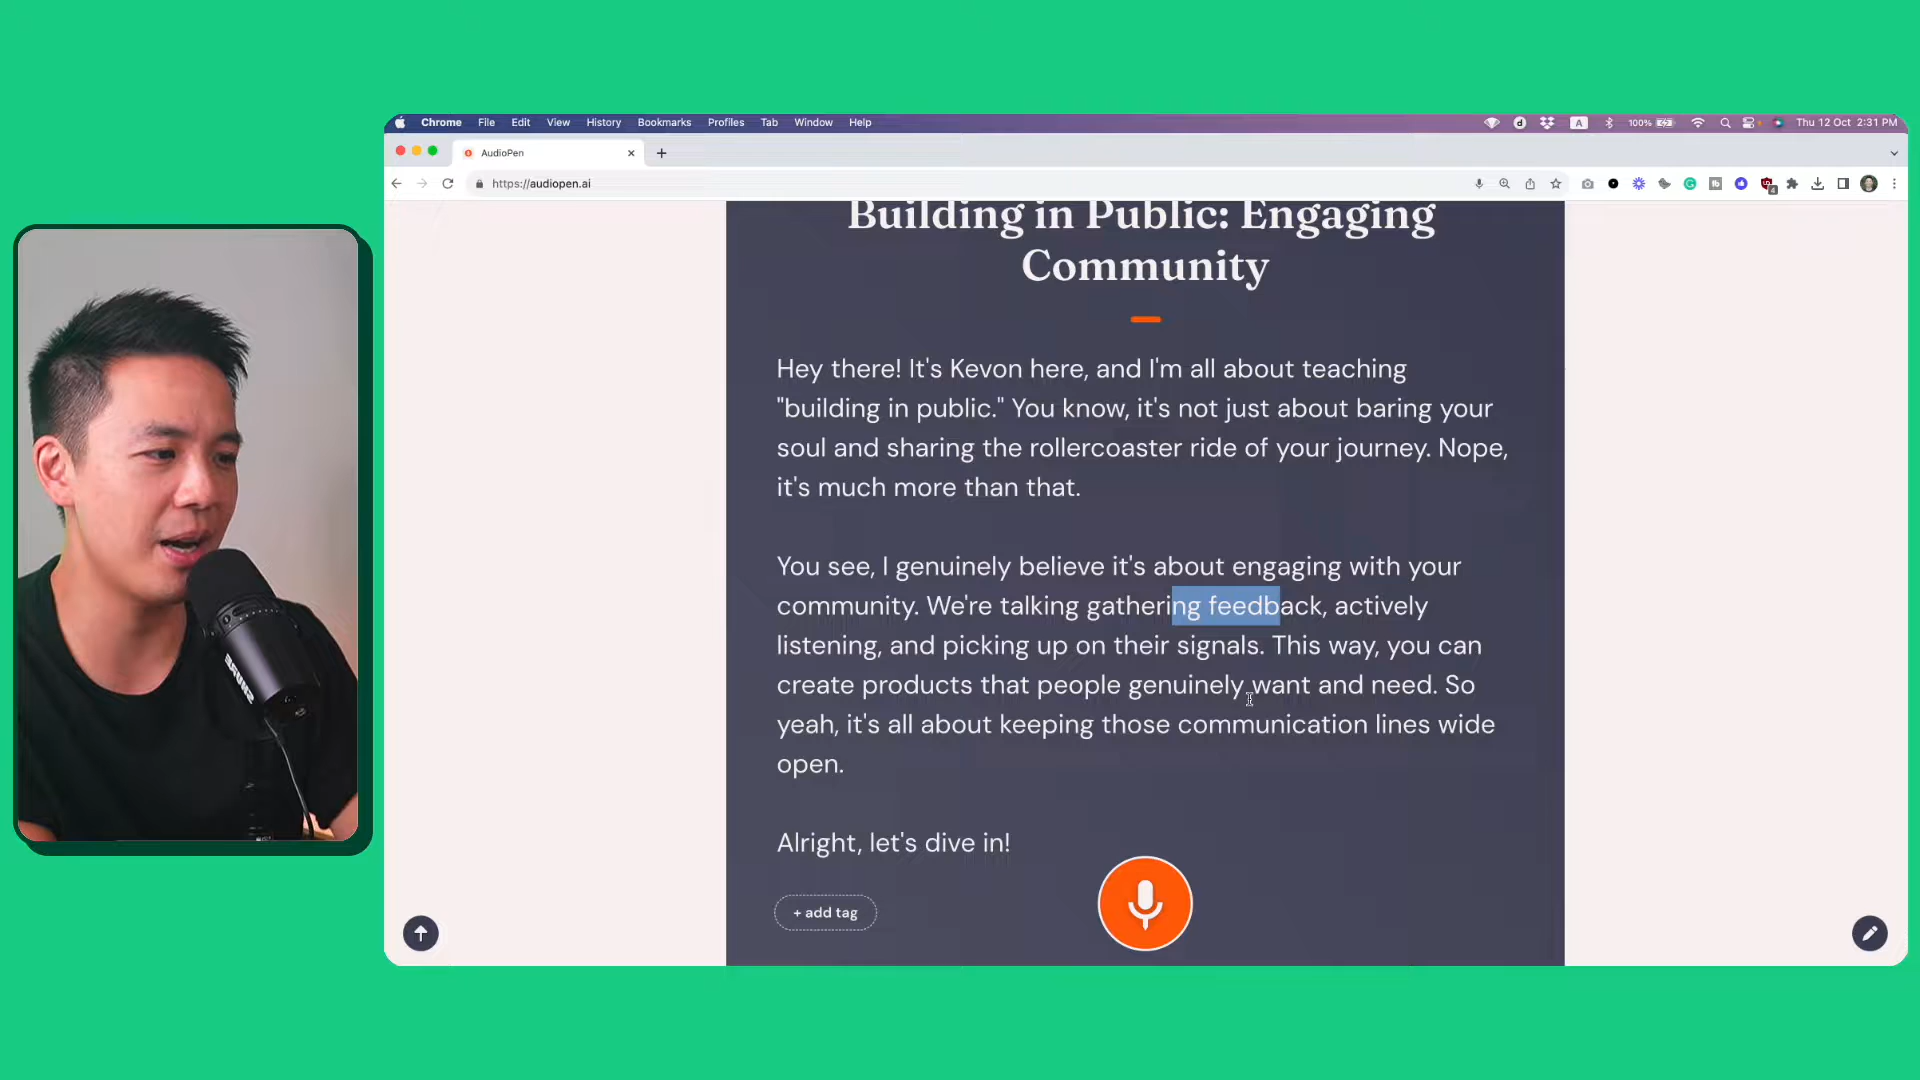 Chrome File Edit View History Bookmarks Profiles Tab Window Help
A 100% Thu 12 Oct 2:31 PM
AudioPen
https://audiopen.ai
Building in Public: Engaging
Community
Hey there! It's Kevon here, and I'm all about teaching
"building in public." You know, it's not just about baring your
soul and sharing the rollercoaster ride of your journey. Nope,
it's much more than that.
You see, I genuinely believe it's about engaging with your
community. We're talking gathering feedback, actively
listening, and picking up on their signals. This way, you can
create products that people genuinely want and need. So
yeah, it's all about keeping those communication lines wide
open.
Alright, let's dive in!
+ add tag
SHURE